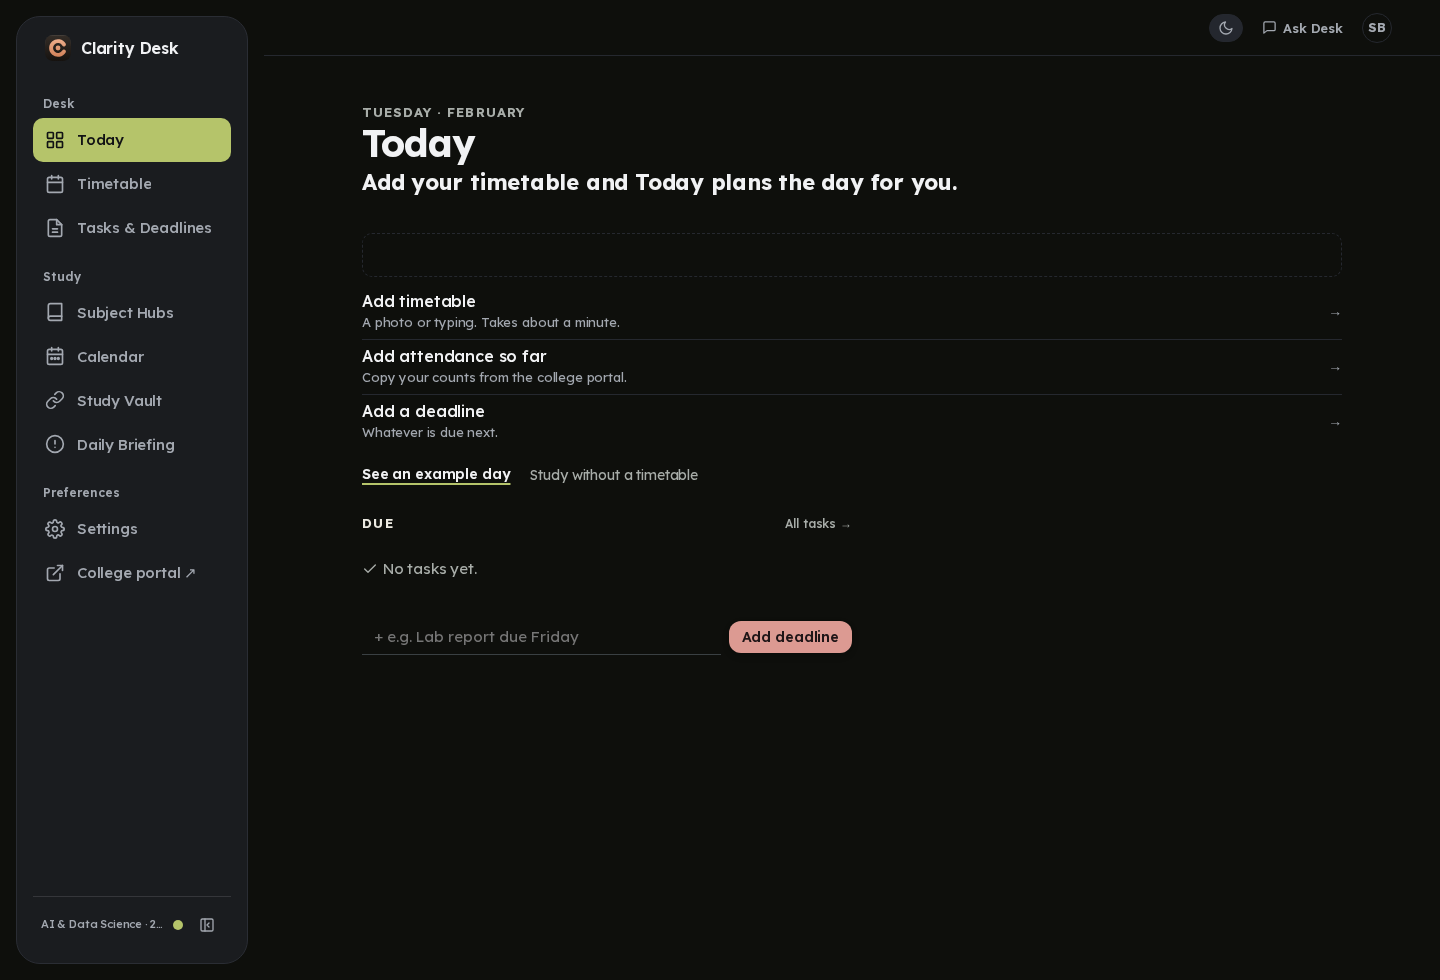 Clarity Desk
Desk
Today
Timetable
Tasks & Deadlines
Study
Subject Hubs
Calendar
Study Vault
Daily Briefing
Preferences
Settings
College portal ↗
AI & Data Science · 2…
Ask Desk
SB
TUESDAY · FEBRUARY
Today
Add your timetable and Today plans the day for you.
Add timetable
A photo or typing. Takes about a minute.
→
Add attendance so far
Copy your counts from the college portal.
→
Add a deadline
Whatever is due next.
→
See an example day Study without a timetable
DUE All tasks →
No tasks yet.
+ e.g. Lab report due Friday Add deadline